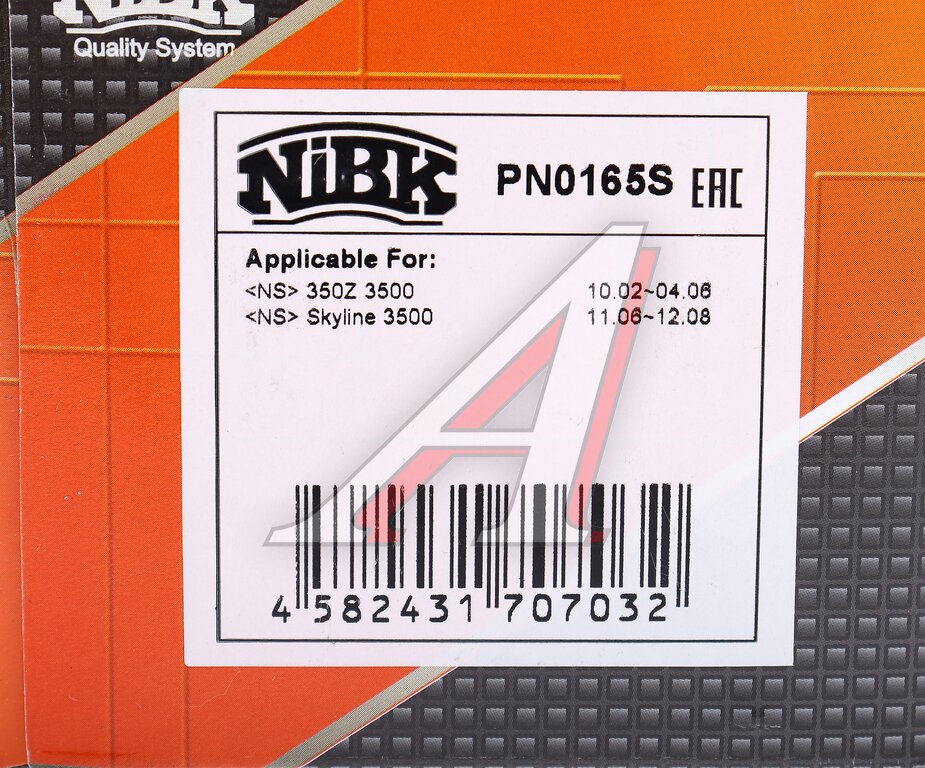 NiBK
Quality System
NiBK PN0165S EAC
Applicable For:
<NS> 350Z 3500 10.02~04.06
<NS> Skyline 3500 11.06~12.08
4 582431 707032